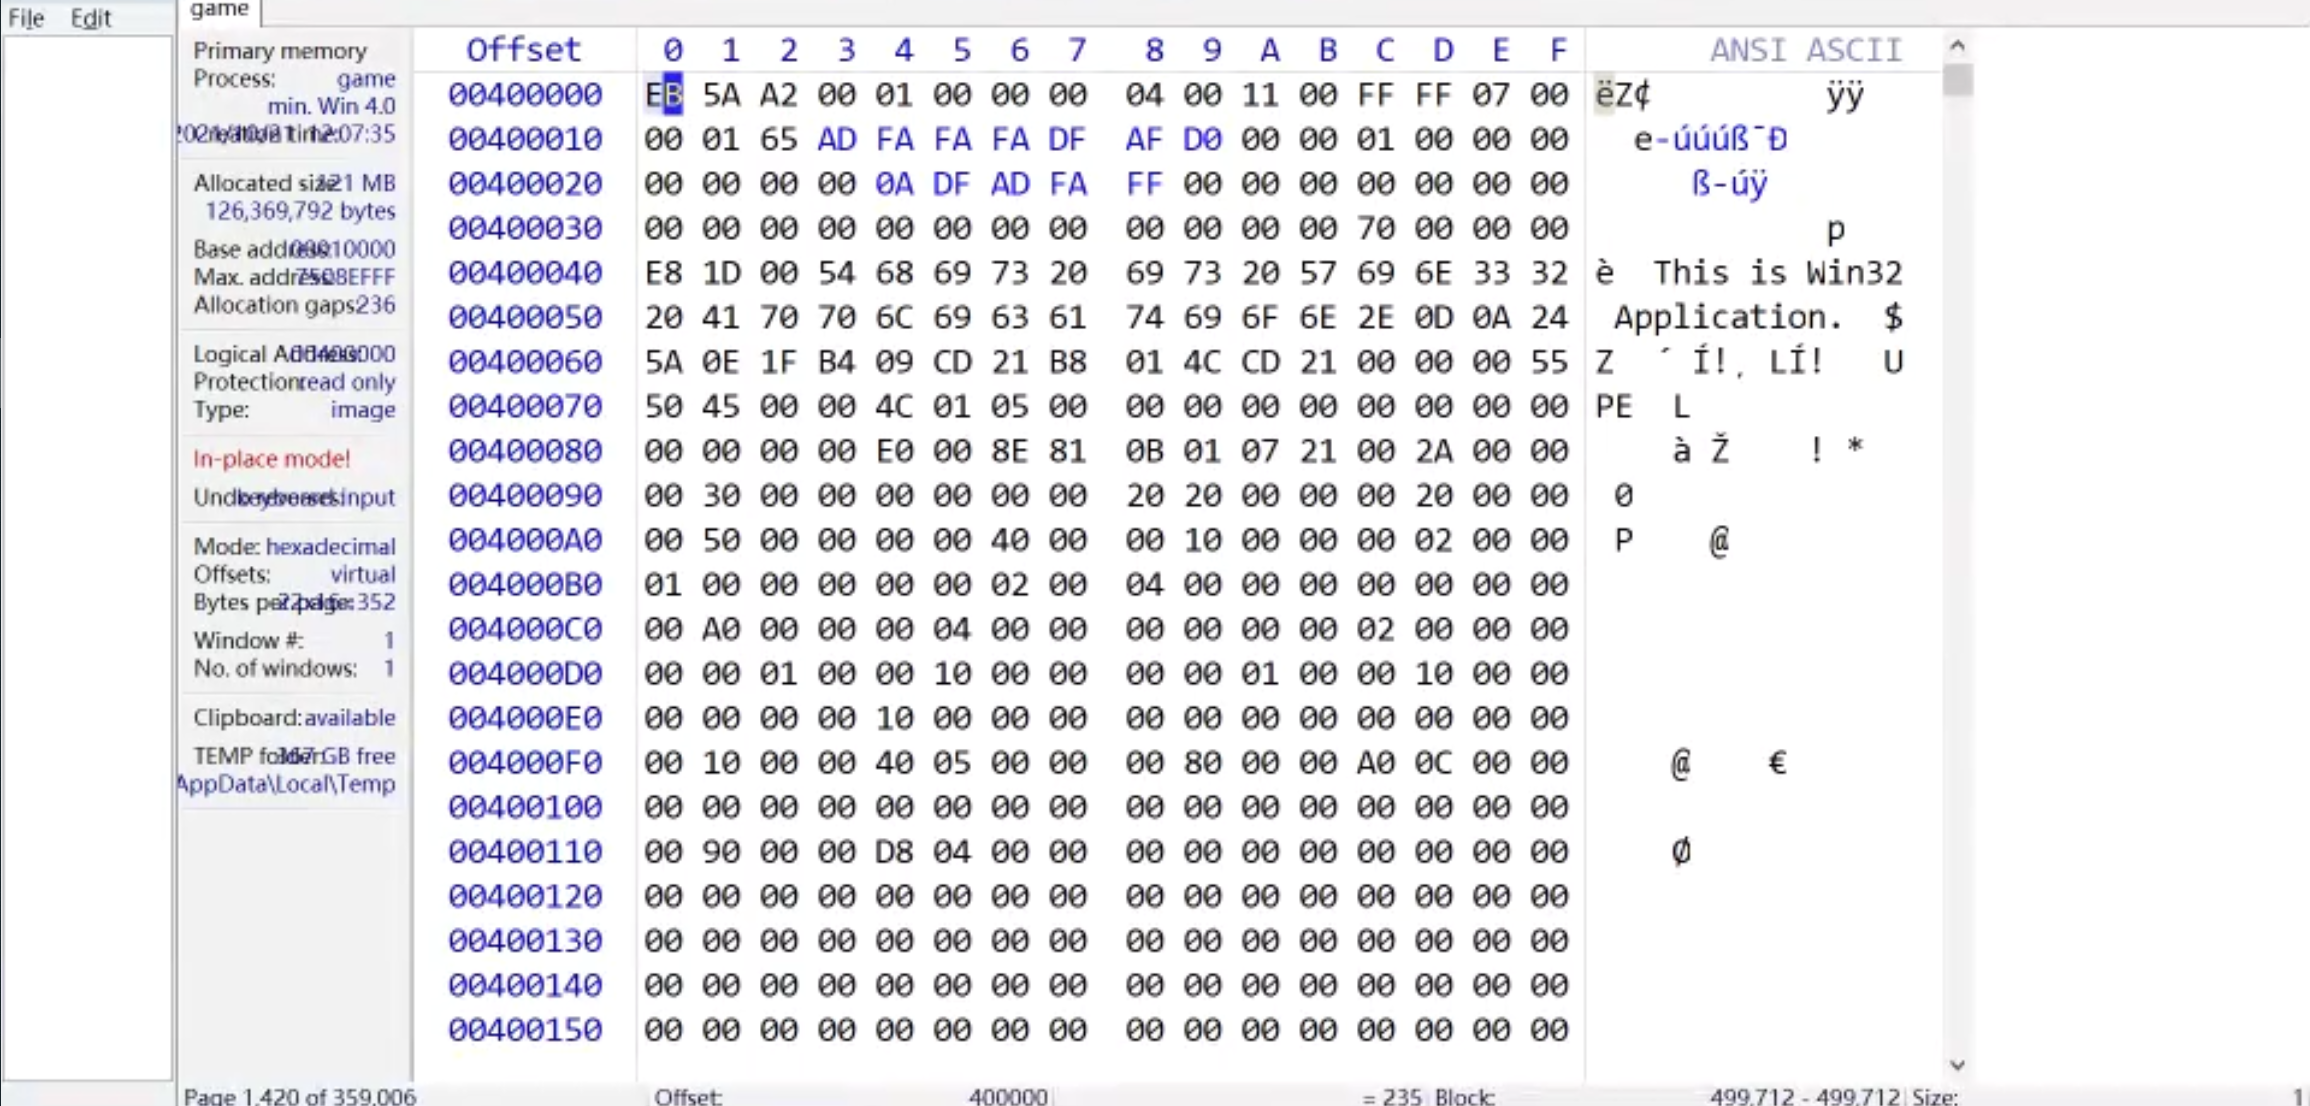 File Edit
game
Primary memory
Process: game
min. Win 4.0
:07:35
Allocated size: 121 MB
126,369,792 bytes
Base address: 10000
Max. address: 7508EFFF
Allocation gaps: 236
Logical Address: 00400000
Protection: read only
Type: image
In-place mode!
keyboard input
Mode: hexadecimal
Offsets: virtual
Bytes per page: 22x16=352
Window #: 1
No. of windows: 1
Clipboard: available
TEMP folder: GB free
AppData\Local\Temp
Offset 0 1 2 3 4 5 6 7 8 9 A B C D E F ANSI ASCII
00400000 EB 5A A2 00 01 00 00 00 04 00 11 00 FF FF 07 00 ëZ¢ ÿÿ
00400010 00 01 65 AD FA FA FA DF AF D0 00 00 01 00 00 00 e-úúúß¯Ð
00400020 00 00 00 00 0A DF AD FA FF 00 00 00 00 00 00 00 ß-úÿ
00400030 00 00 00 00 00 00 00 00 00 00 00 00 70 00 00 00 p
00400040 E8 1D 00 54 68 69 73 20 69 73 20 57 69 6E 33 32 è This is Win32
00400050 20 41 70 70 6C 69 63 61 74 69 6F 6E 2E 0D 0A 24 Application. $
00400060 5A 0E 1F B4 09 CD 21 B8 01 4C CD 21 00 00 00 55 Z ´ Í!¸ LÍ! U
00400070 50 45 00 00 4C 01 05 00 00 00 00 00 00 00 00 00 PE L
00400080 00 00 00 00 E0 00 8E 81 0B 01 07 21 00 2A 00 00 à Ž ! *
00400090 00 30 00 00 00 00 00 00 20 20 00 00 00 20 00 00 0
004000A0 00 50 00 00 00 00 40 00 00 10 00 00 00 02 00 00 P @
004000B0 01 00 00 00 00 00 02 00 04 00 00 00 00 00 00 00
004000C0 00 A0 00 00 00 04 00 00 00 00 00 00 02 00 00 00
004000D0 00 00 01 00 00 10 00 00 00 00 01 00 00 10 00 00
004000E0 00 00 00 00 10 00 00 00 00 00 00 00 00 00 00 00
004000F0 00 10 00 00 40 05 00 00 00 80 00 00 A0 0C 00 00 @ €
00400100 00 00 00 00 00 00 00 00 00 00 00 00 00 00 00 00
00400110 00 90 00 00 D8 04 00 00 00 00 00 00 00 00 00 00 Ø
00400120 00 00 00 00 00 00 00 00 00 00 00 00 00 00 00 00
00400130 00 00 00 00 00 00 00 00 00 00 00 00 00 00 00 00
00400140 00 00 00 00 00 00 00 00 00 00 00 00 00 00 00 00
00400150 00 00 00 00 00 00 00 00 00 00 00 00 00 00 00 00
Page 1,420 of 359,006 Offset: 400000 = 235 Block: 499,712 - 499,712 Size: 1